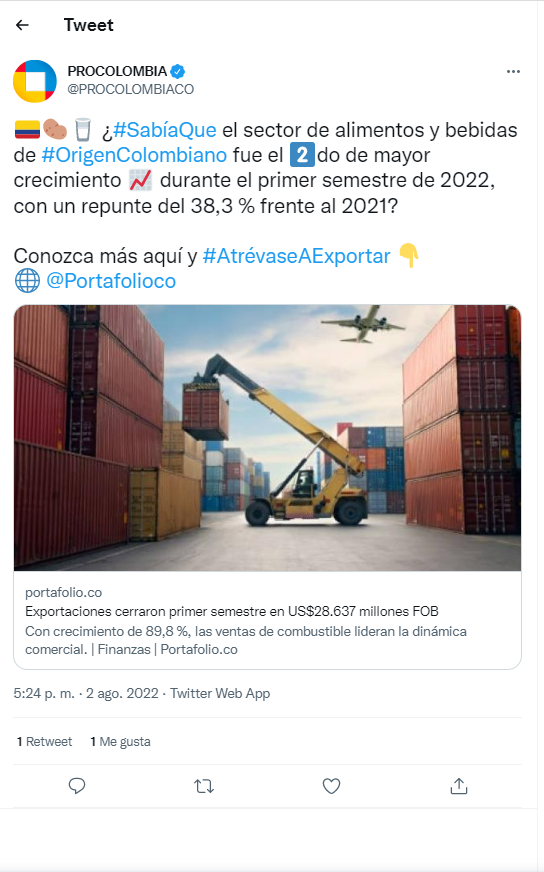 Tweet
PROCOLOMBIA
@PROCOLOMBIACO
🇨🇴🥔🥛 ¿#SabíaQue el sector de alimentos y bebidas
de #OrigenColombiano fue el 2️⃣do de mayor
crecimiento 📈 durante el primer semestre de 2022,
con un repunte del 38,3 % frente al 2021?
Conozca más aquí y #AtrévaseAExportar 👇
🌐 @Portafolioco
portafolio.co
Exportaciones cerraron primer semestre en US$28.637 millones FOB
Con crecimiento de 89,8 %, las ventas de combustible lideran la dinámica
comercial. | Finanzas | Portafolio.co
5:24 p. m. · 2 ago. 2022 · Twitter Web App
1 Retweet 1 Me gusta